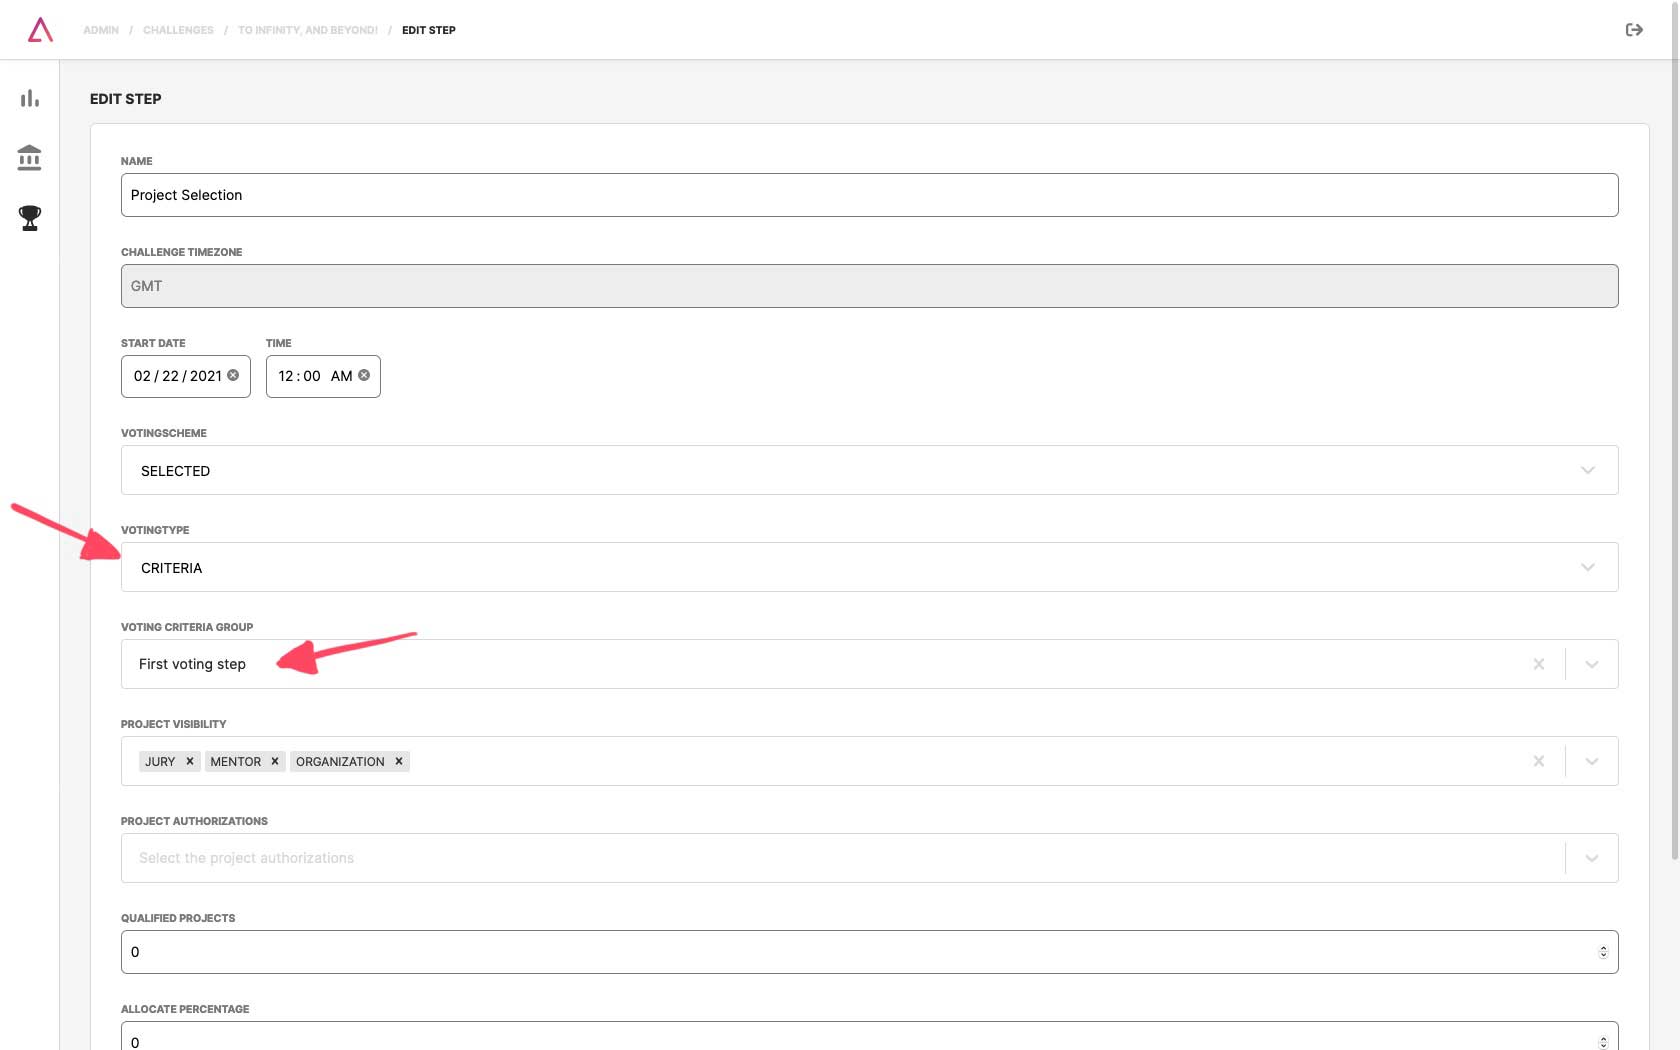 ADMIN / CHALLENGES / TO INFINITY, AND BEYOND! / EDIT STEP
EDIT STEP
NAME
Project Selection
CHALLENGE TIMEZONE
GMT
START DATE TIME
02 / 22 / 2021 12 : 00 AM
VOTINGSCHEME
SELECTED
VOTINGTYPE
CRITERIA
VOTING CRITERIA GROUP
First voting step
PROJECT VISIBILITY
JURY MENTOR ORGANIZATION
PROJECT AUTHORIZATIONS
Select the project authorizations
QUALIFIED PROJECTS
0
ALLOCATE PERCENTAGE
0